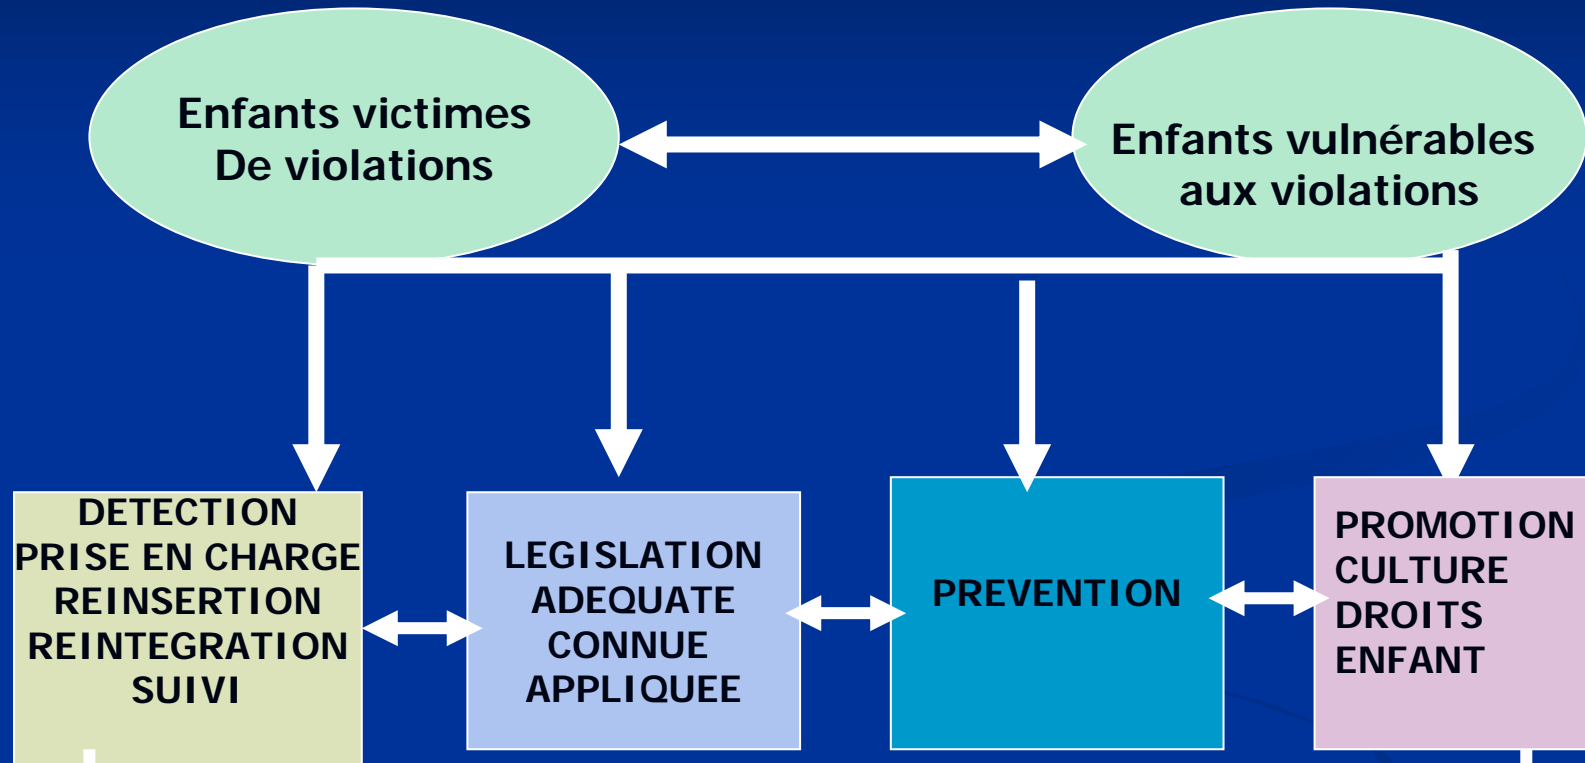 Enfants victimes
De violations
Enfants vulnérables
aux violations
DETECTION
PRISE EN CHARGE
REINSERTION
REINTEGRATION
SUIVI
LEGISLATION
ADEQUATE
CONNUE
APPLIQUEE
PREVENTION
PROMOTION
CULTURE
DROITS
ENFANT